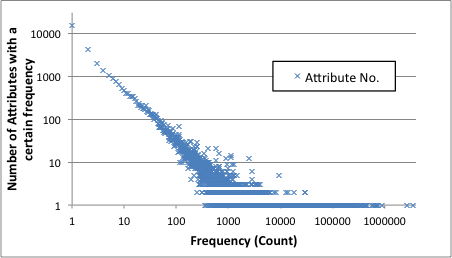 Number of Attributes with a
certain frequency
10000
1000
100
10
1
Attribute No.
1 10 100 1000 10000 100000 1000000
Frequency (Count)